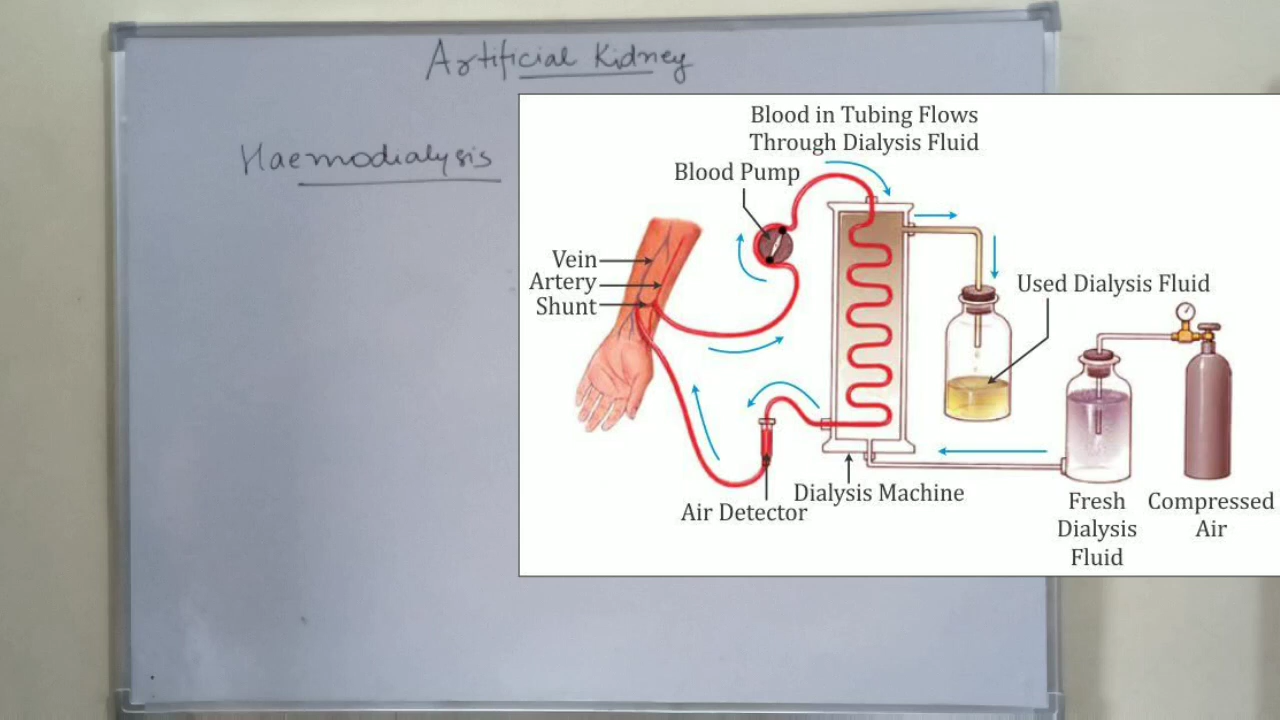 Artificial Kidney
Haemodialysis
Blood in Tubing Flows
Through Dialysis Fluid
Blood Pump
Vein
Artery
Shunt
Used Dialysis Fluid
Air Detector
Dialysis Machine
Fresh
Dialysis
Fluid
Compressed
Air